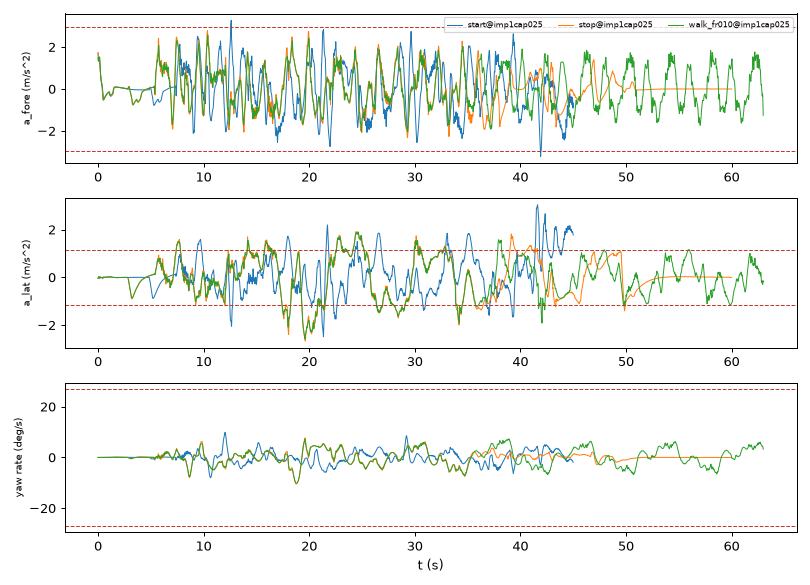 start@imp1cap025 stop@imp1cap025 walk_fr010@imp1cap025
a_fore (m/s^2)
2
0
−2
0 10 20 30 40 50 60
a_lat (m/s^2)
2
0
−2
0 10 20 30 40 50 60
yaw rate (deg/s)
20
0
−20
0 10 20 30 40 50 60
t (s)